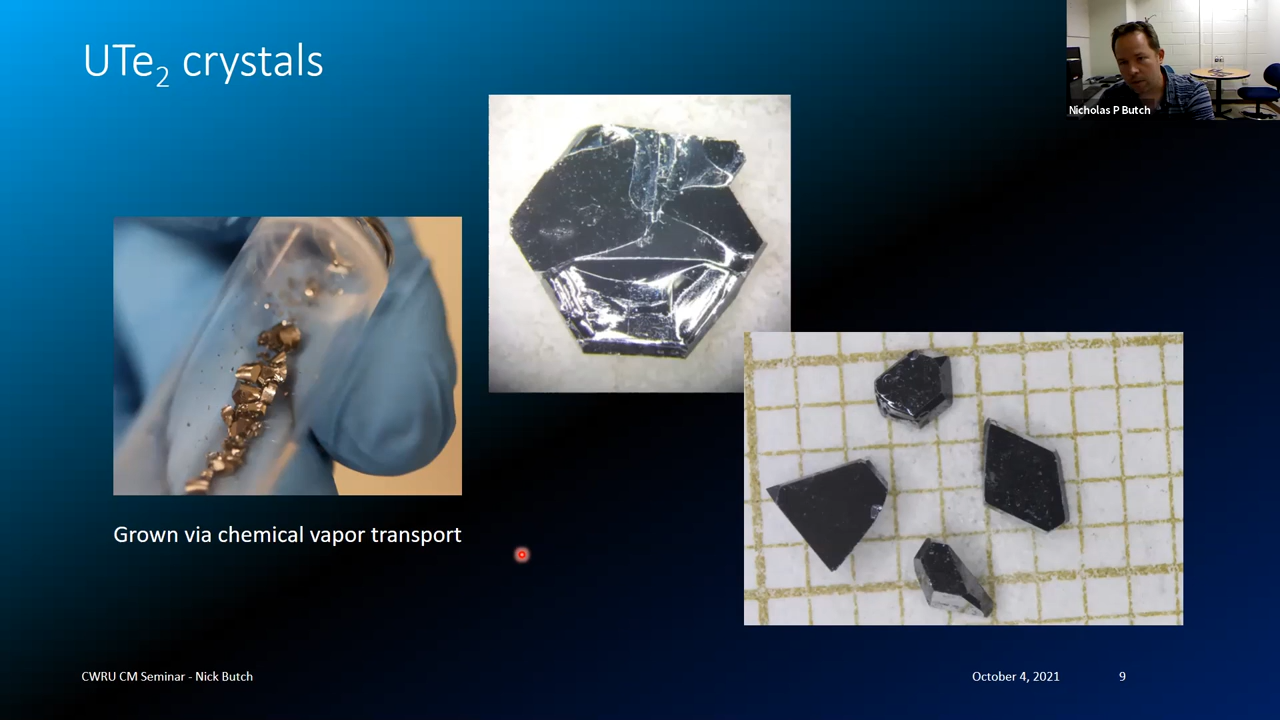 UTe₂ crystals
Nicholas P Butch
Grown via chemical vapor transport
CWRU CM Seminar - Nick Butch
October 4, 2021
9